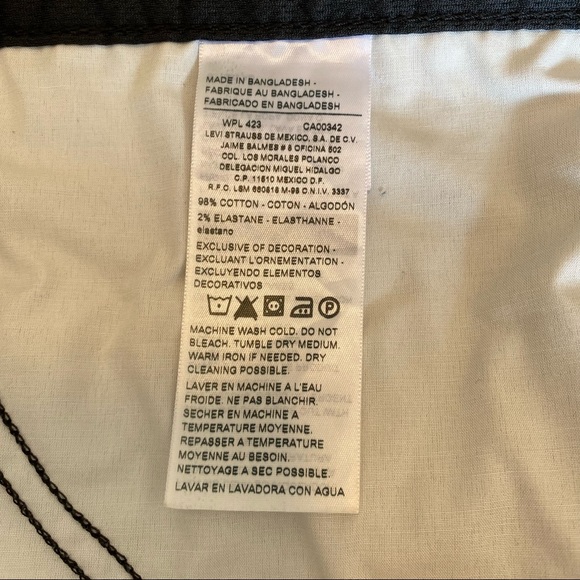 MADE IN BANGLADESH -
FABRIQUE AU BANGLADESH -
FABRICADO EN BANGLADESH
WPL 423 CA00342
LEVI STRAUSS DE MEXICO, S.A. DE C.V.
JAIME BALMES # 8 OFICINA 502
COL. LOS MORALES POLANCO
DELEGACION MIGUEL HIDALGO
C.P. 11510 MEXICO D.F.
R.F.O. LSM 660618 M-98 D.N.I.V. 3337
98% COTTON - COTON - ALGODÓN
2% ELASTANE - ELASTHANNE -
elastano
EXCLUSIVE OF DECORATION -
EXCLUANT L'ORNEMENTATION -
EXCLUYENDO ELEMENTOS
DECORATIVOS
P
MACHINE WASH COLD. DO NOT
BLEACH. TUMBLE DRY MEDIUM.
WARM IRON IF NEEDED. DRY
CLEANING POSSIBLE.
LAVER EN MACHINE A L'EAU
FROIDE. NE PAS BLANCHIR.
SECHER EN MACHINE A
TEMPERATURE MOYENNE.
REPASSER A TEMPERATURE
MOYENNE AU BESOIN.
NETTOYAGE A SEC POSSIBLE.
LAVAR EN LAVADORA CON AGUA